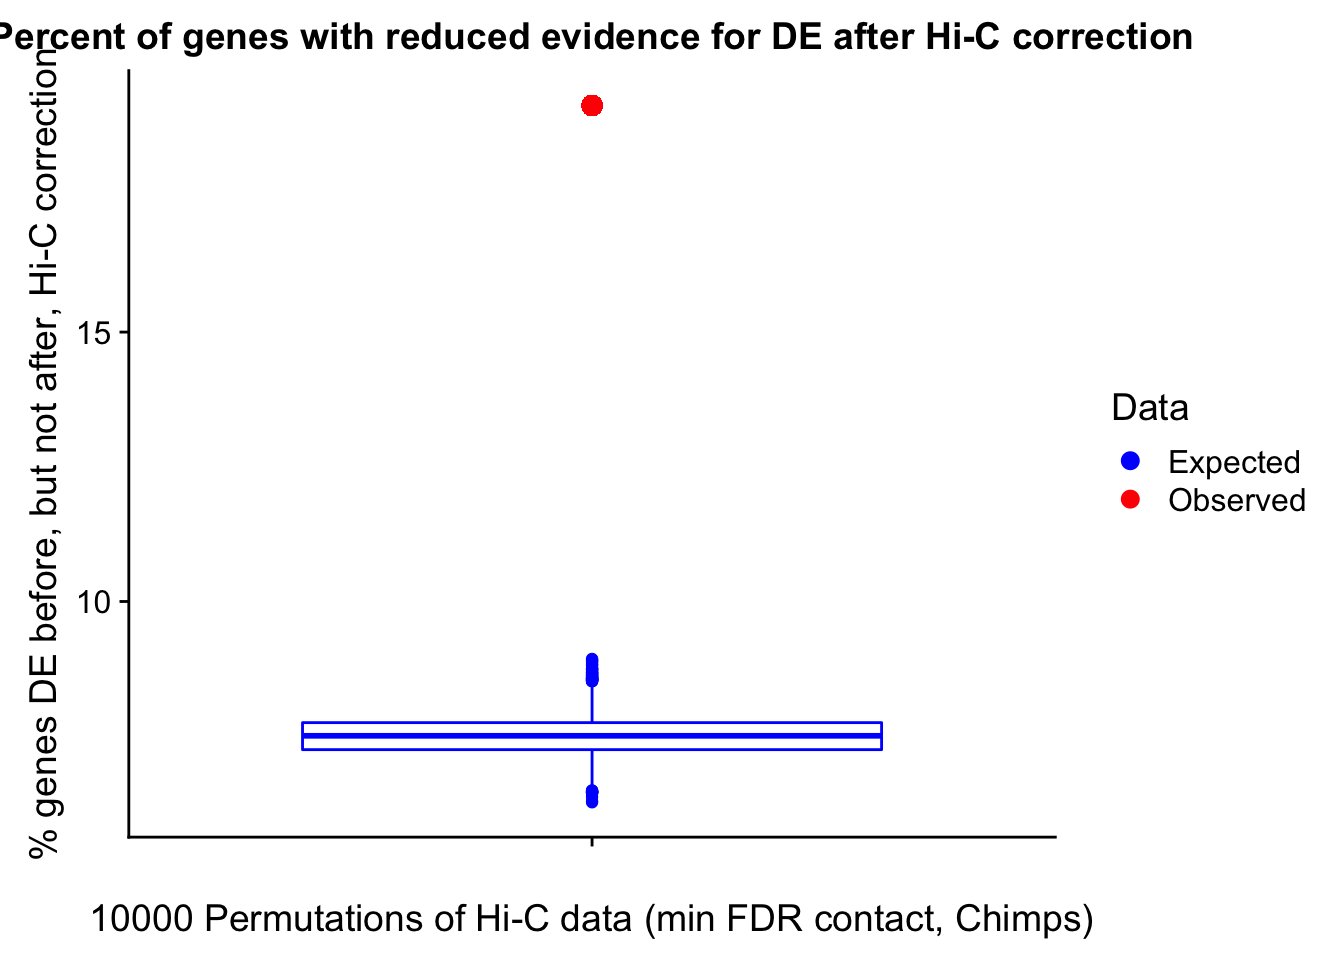 Percent of genes with reduced evidence for DE after Hi-C correction
% genes DE before, but not after, Hi-C correction
15
10
Data
Expected
Observed
10000 Permutations of Hi-C data (min FDR contact, Chimps)